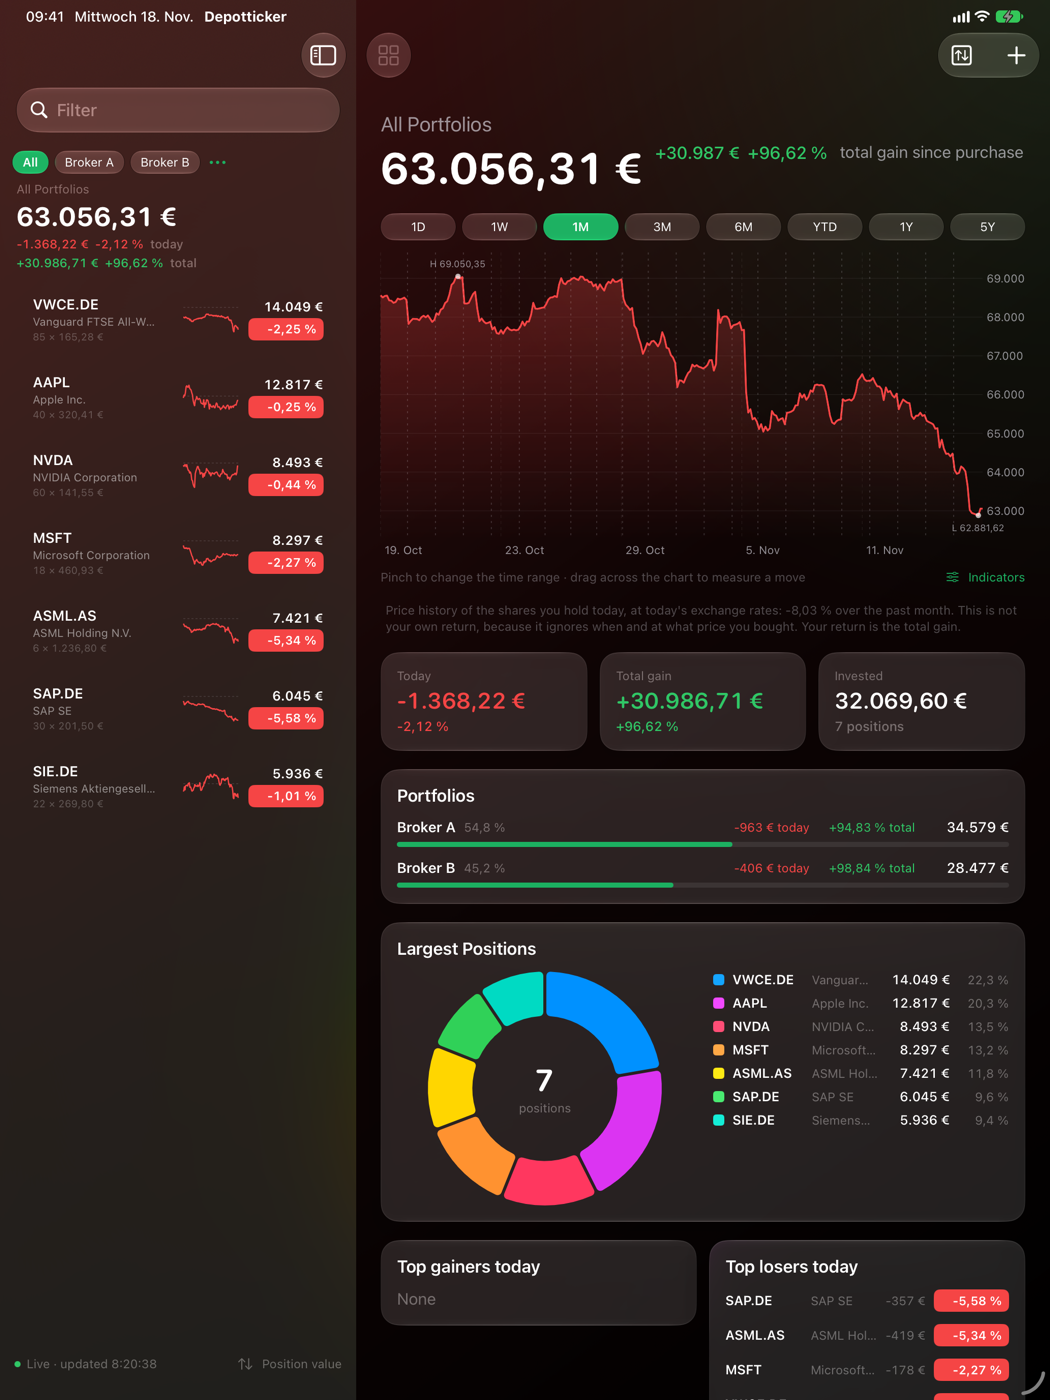 09:41 Mittwoch 18. Nov. Depotticker
Filter
All Broker A Broker B
All Portfolios
63.056,31 €
-1.368,22 € -2,12 % today
+30.986,71 € +96,62 % total
VWCE.DE 14.049 €
Vanguard FTSE All-W... -2,25 %
85 × 165,28 €
AAPL 12.817 €
Apple Inc. -0,25 %
40 × 320,41 €
NVDA 8.493 €
NVIDIA Corporation -0,44 %
60 × 141,55 €
MSFT 8.297 €
Microsoft Corporation -2,27 %
18 × 460,93 €
ASML.AS 7.421 €
ASML Holding N.V. -5,34 %
6 × 1.236,80 €
SAP.DE 6.045 €
SAP SE -5,58 %
30 × 201,50 €
SIE.DE 5.936 €
Siemens Aktiengesell... -1,01 %
22 × 269,80 €
Live · updated 8:20:38 Position value
All Portfolios
63.056,31 € +30.987 € +96,62 % total gain since purchase
1D 1W 1M 3M 6M YTD 1Y 5Y
H 69.050,35
69.000
68.000
67.000
66.000
65.000
64.000
63.000
L 62.881,62
19. Oct 23. Oct 29. Oct 5. Nov 11. Nov
Pinch to change the time range · drag across the chart to measure a move Indicators
Price history of the shares you hold today, at today's exchange rates: -8,03 % over the past month. This is not
your own return, because it ignores when and at what price you bought. Your return is the total gain.
Today
-1.368,22 €
-2,12 %
Total gain
+30.986,71 €
+96,62 %
Invested
32.069,60 €
7 positions
Portfolios
Broker A 54,8 % -963 € today +94,83 % total 34.579 €
Broker B 45,2 % -406 € today +98,84 % total 28.477 €
Largest Positions
7
positions
VWCE.DE Vanguar... 14.049 € 22,3 %
AAPL Apple Inc. 12.817 € 20,3 %
NVDA NVIDIA C... 8.493 € 13,5 %
MSFT Microsoft... 8.297 € 13,2 %
ASML.AS ASML Hol... 7.421 € 11,8 %
SAP.DE SAP SE 6.045 € 9,6 %
SIE.DE Siemens... 5.936 € 9,4 %
Top gainers today
None
Top losers today
SAP.DE SAP SE -357 € -5,58 %
ASML.AS ASML Hol... -419 € -5,34 %
MSFT Microsoft... -178 € -2,27 %